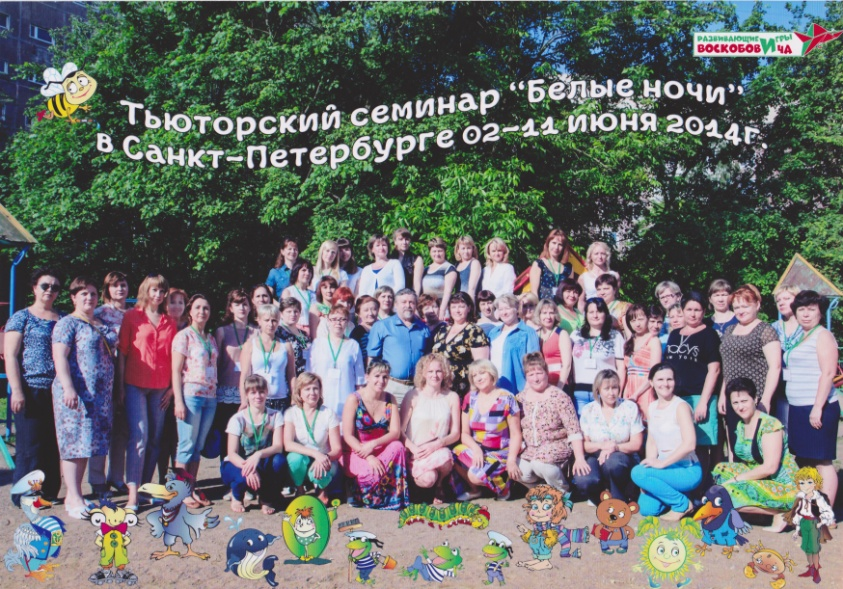 РАЗВИВАЮЩИЕ ИГРЫ
ВОСКОБОВИЧА
Тьюторский семинар “Белые ночи”
в Санкт-Петербурге 02-11 июня 2014г.